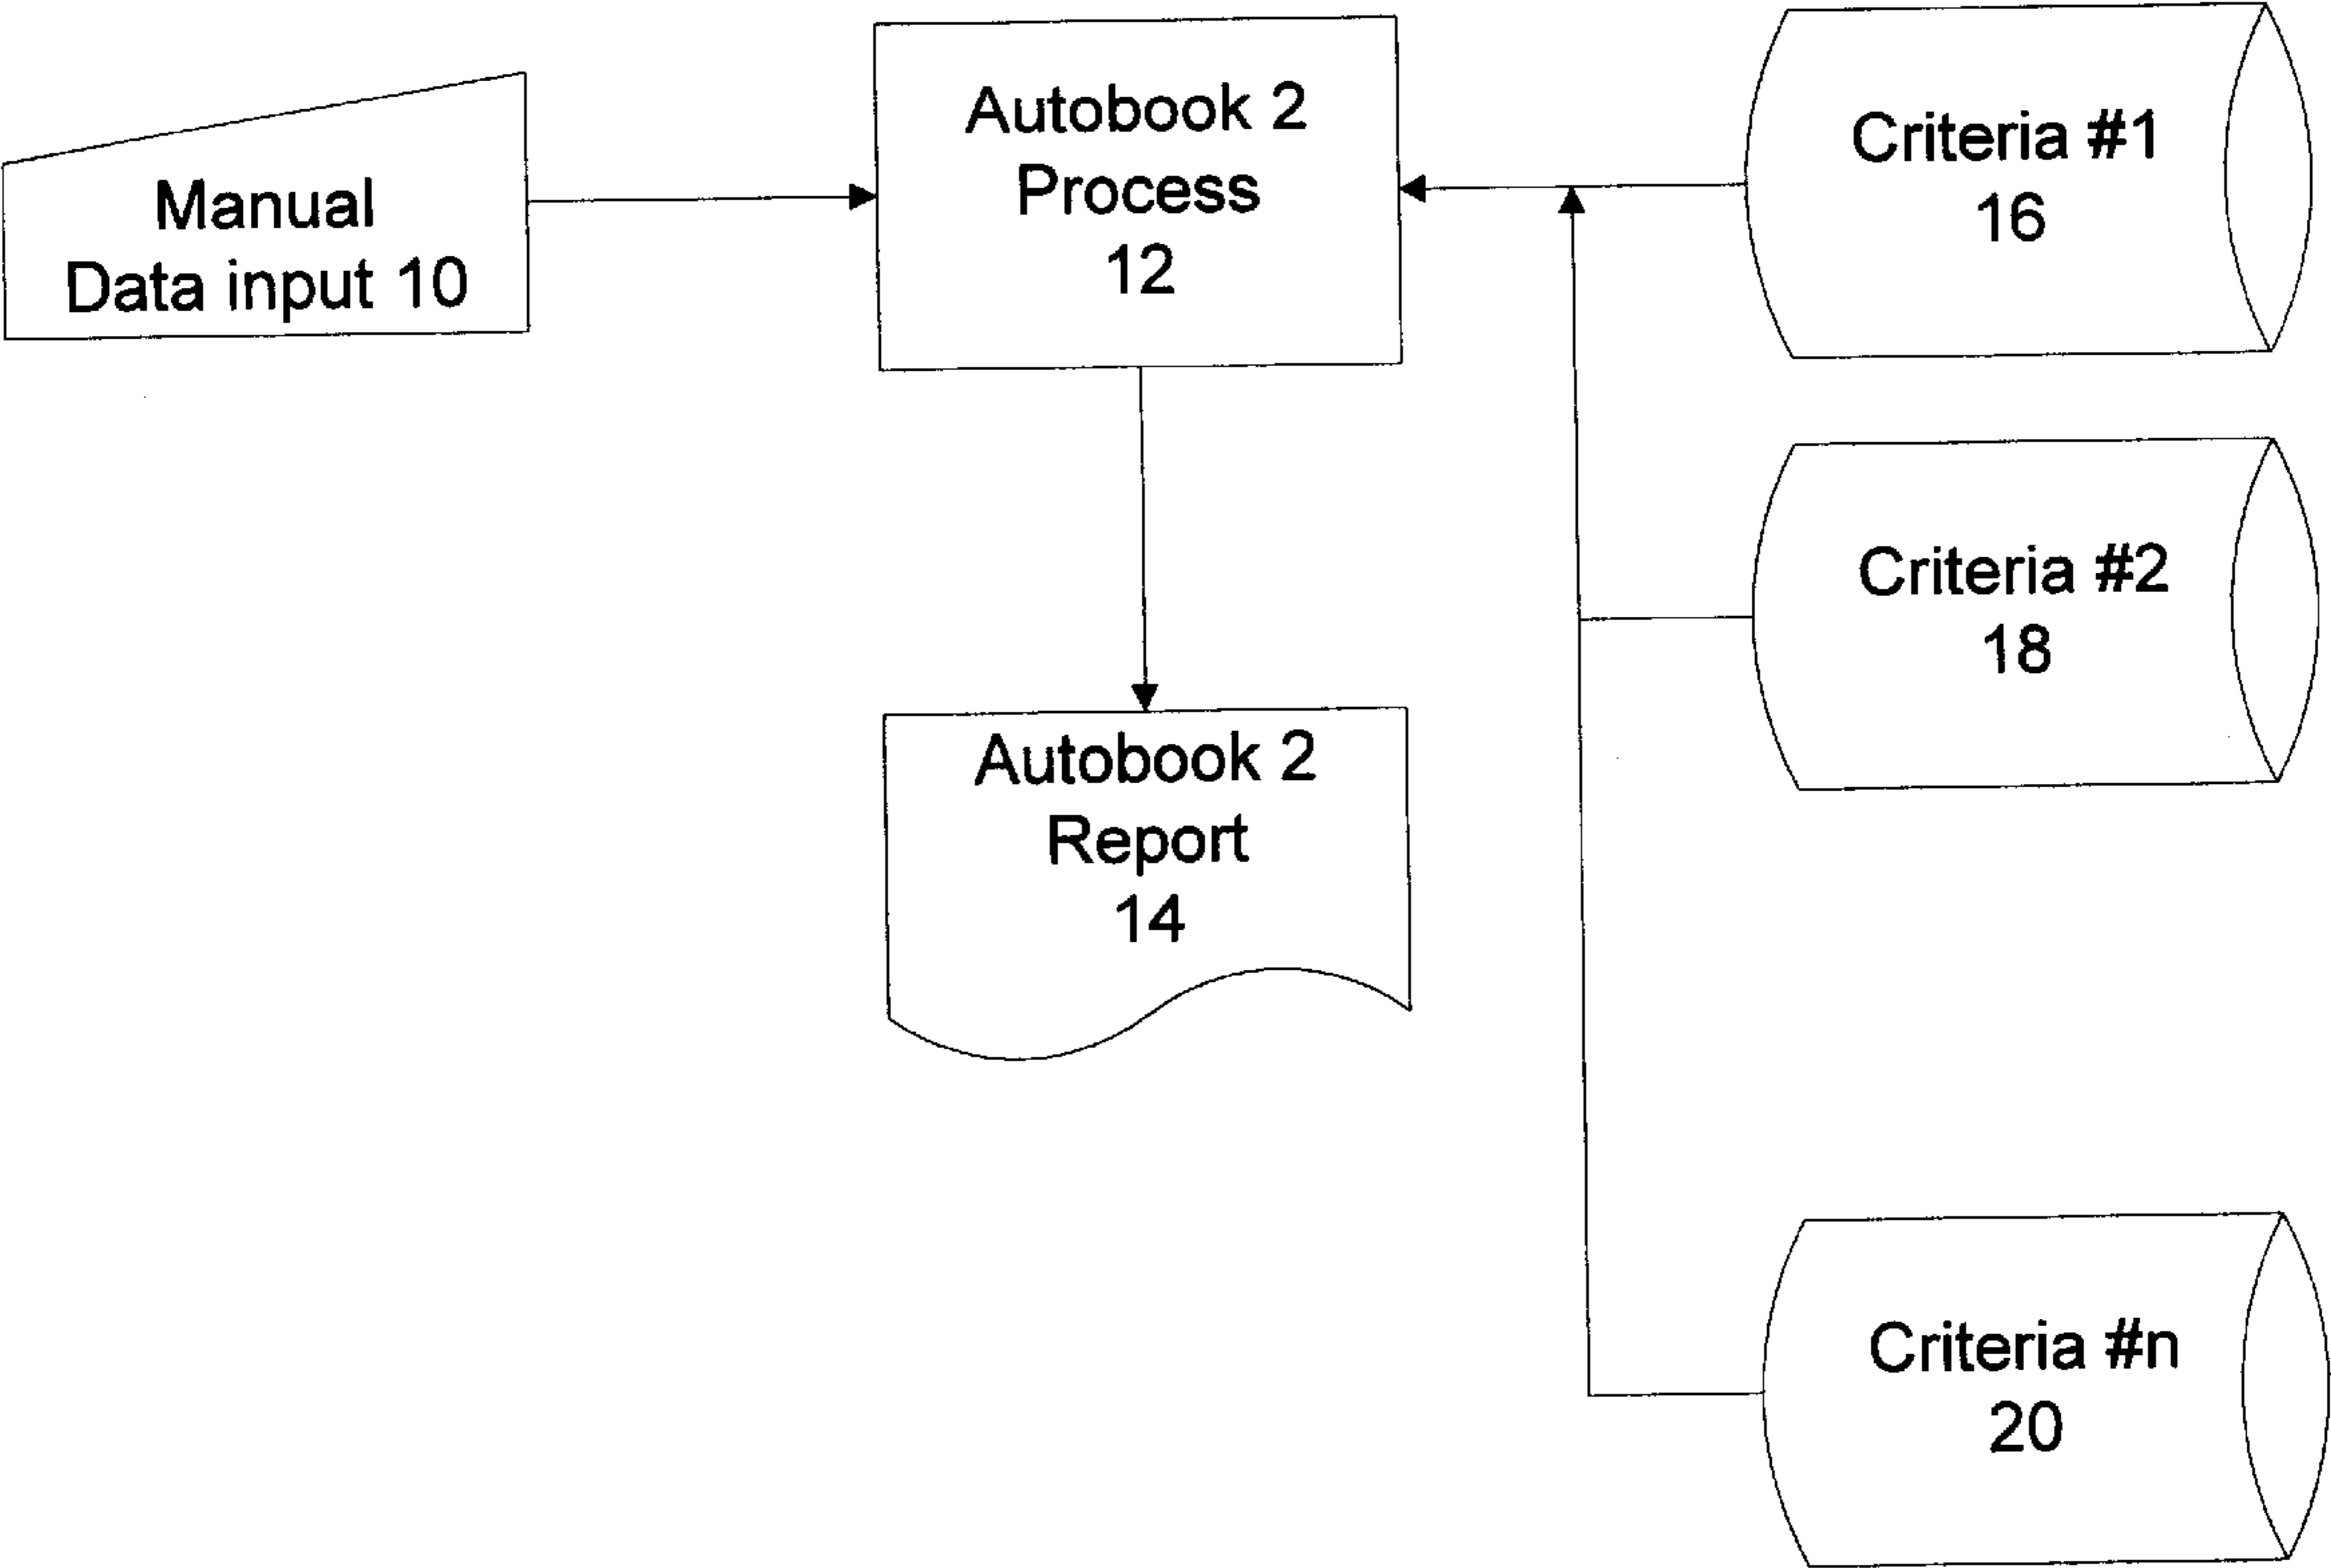 Manual
Data input 10
Autobook 2
Process
12
Criteria #1
16
Criteria #2
18
Autobook 2
Report
14
Criteria #n
20